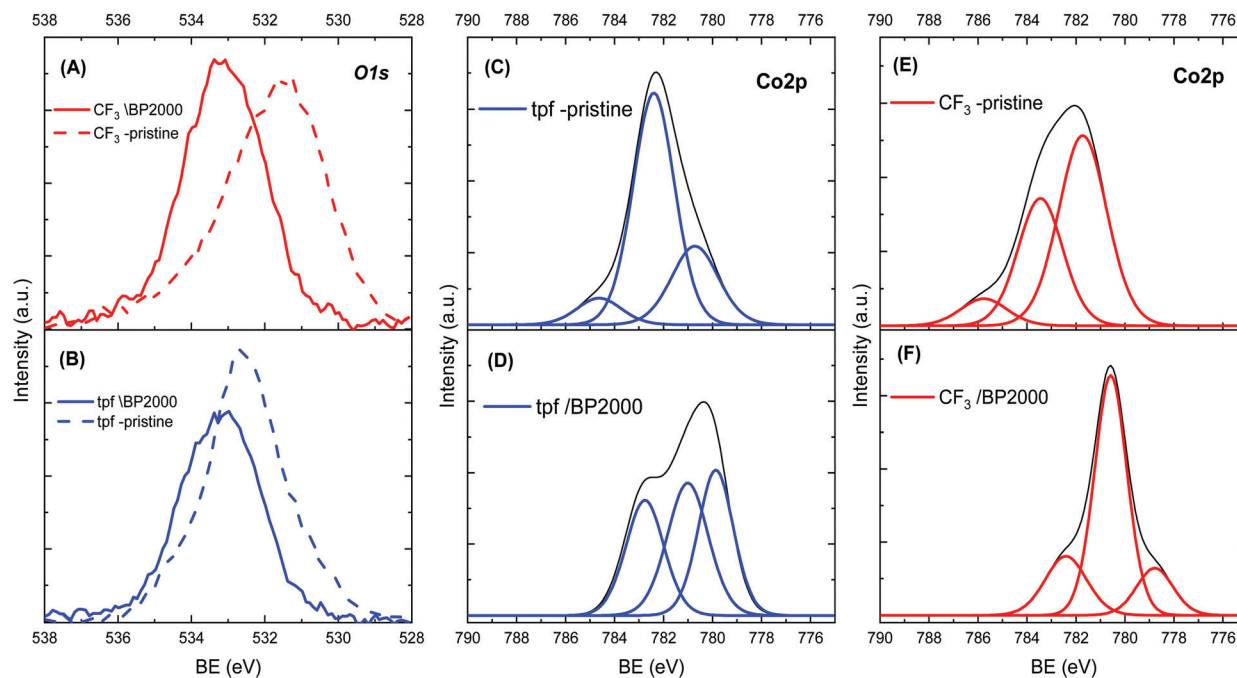 538 536 534 532 530 528
(A)
O1s
CF₃ \BP2000
CF₃ -pristine
(B)
tpf \BP2000
tpf -pristine
538 536 534 532 530 528
BE (eV)
Intensity (a.u.)
790 788 786 784 782 780 778 776
(C)
Co2p
tpf -pristine
(D)
tpf /BP2000
790 788 786 784 782 780 778 776
BE (eV)
Intensity (a.u.)
790 788 786 784 782 780 778 776
(E)
Co2p
CF₃ -pristine
(F)
CF₃ /BP2000
790 788 786 784 782 780 778 776
BE (eV)
Intensity (a.u.)